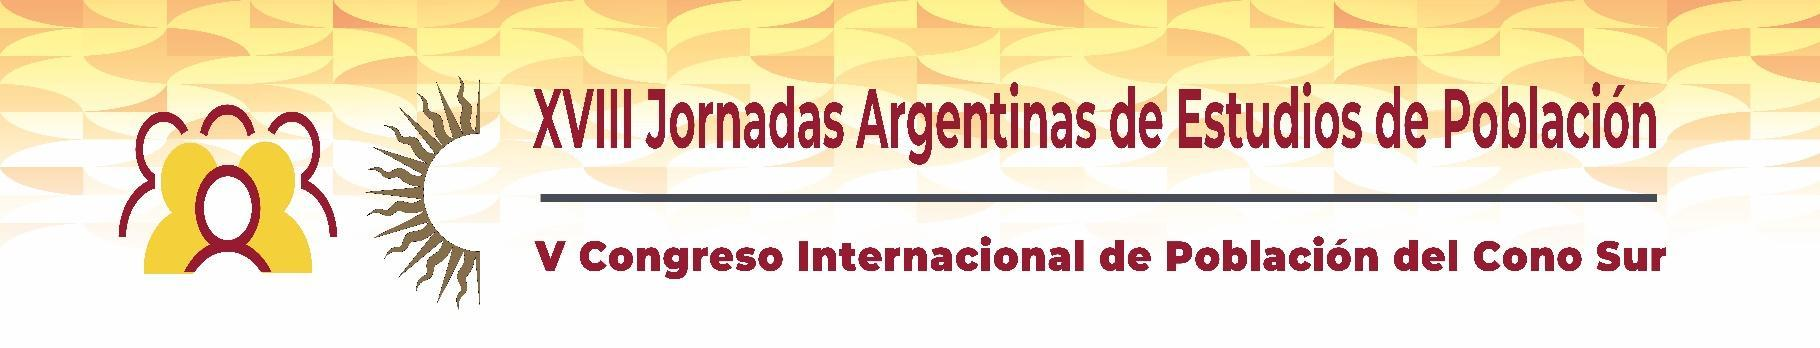 XVIII Jornadas Argentinas de Estudios de Población
V Congreso Internacional de Población del Cono Sur